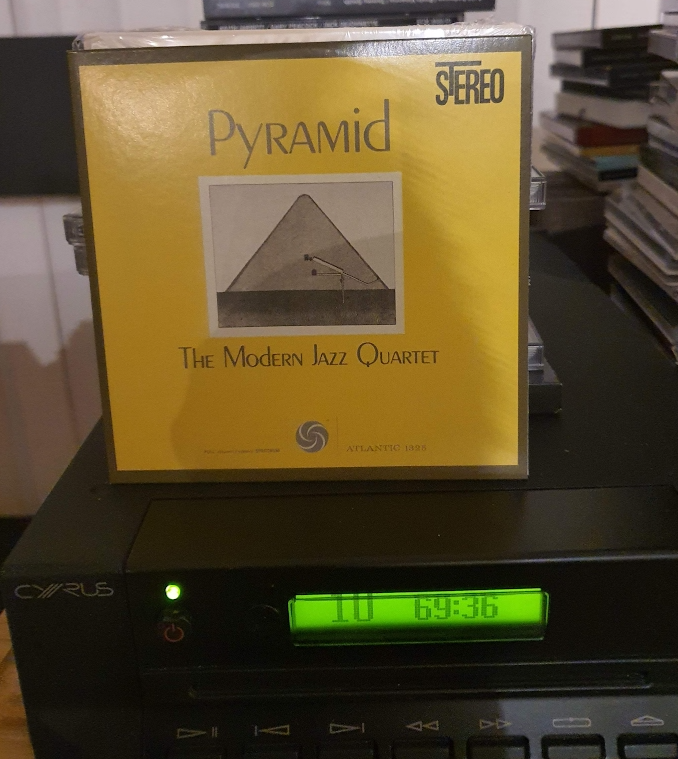 STEREO
Pyramid
The Modern Jazz Quartet
ATLANTIC 1325
CYRUS
10 69:36